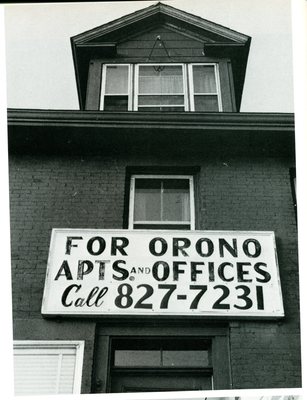 FOR ORONO
APTS. AND OFFICES
Call 827-7231